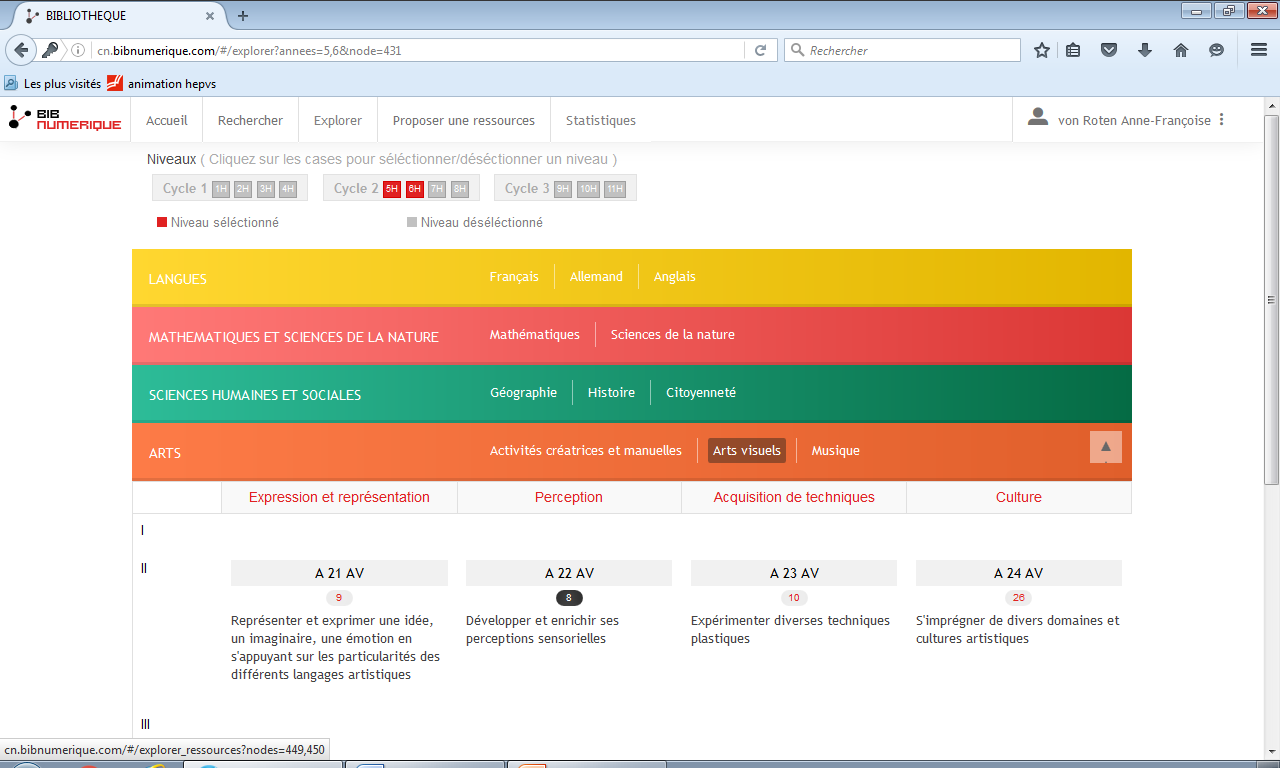 BIBLIOTHEQUE
cn.bibnumerique.com/#/explorer?annees=5,6&node=431
Rechercher
Les plus visités animation hepvs
BIB NUMERIQUE
Accueil Rechercher Explorer Proposer une ressources Statistiques von Roten Anne-Françoise
Niveaux ( Cliquez sur les cases pour séléctionner/déséctionner un niveau )
Cycle 1 1H 2H 3H 4H Cycle 2 5H 6H 7H 8H Cycle 3 9H 10H 11H
Niveau séléctionné Niveau déséléctionné
LANGUES Français Allemand Anglais
MATHEMATIQUES ET SCIENCES DE LA NATURE Mathématiques Sciences de la nature
SCIENCES HUMAINES ET SOCIALES Géographie Histoire Citoyenneté
ARTS Activités créatrices et manuelles Arts visuels Musique
Expression et représentation Perception Acquisition de techniques Culture
I
II
A 21 AV A 22 AV A 23 AV A 24 AV
9 8 10 26
Représenter et exprimer une idée, un imaginaire, une émotion en s'appuyant sur les particularités des différents langages artistiques
Développer et enrichir ses perceptions sensorielles
Expérimenter diverses techniques plastiques
S'imprégner de divers domaines et cultures artistiques
III
cn.bibnumerique.com/#/explorer_ressources?nodes=449,450